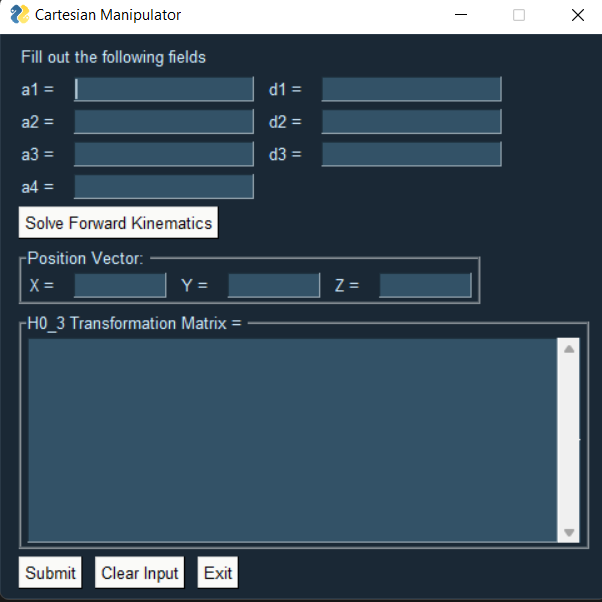 Cartesian Manipulator
Fill out the following fields
a1 = d1 =
a2 = d2 =
a3 = d3 =
a4 =
Solve Forward Kinematics
Position Vector:
X = Y = Z =
H0_3 Transformation Matrix =
Submit Clear Input Exit